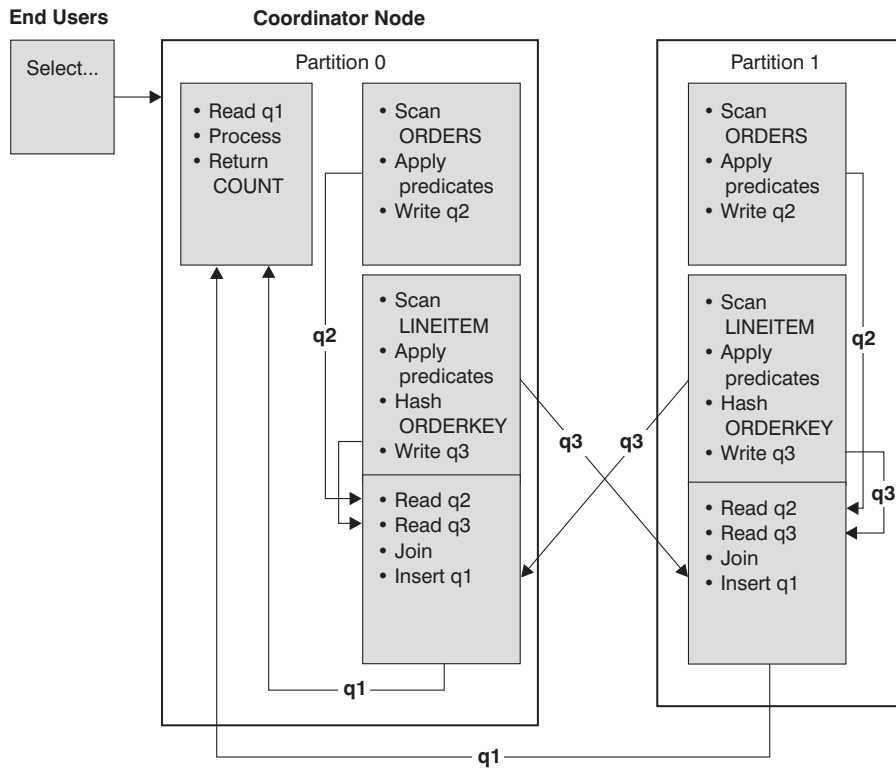 End Users
Coordinator Node
Partition 0
Partition 1
Select...
• Read q1
• Process
• Return
COUNT
• Scan
ORDERS
• Apply
predicates
• Write q2
• Scan
ORDERS
• Apply
predicates
• Write q2
q2
• Scan
LINEITEM
• Apply
predicates
• Hash
ORDERKEY
• Write q3
q3
q3
• Scan
LINEITEM
• Apply
predicates
• Hash
ORDERKEY
• Write q3
q2
q3
• Read q2
• Read q3
• Join
• Insert q1
• Read q2
• Read q3
• Join
• Insert q1
q1
q1